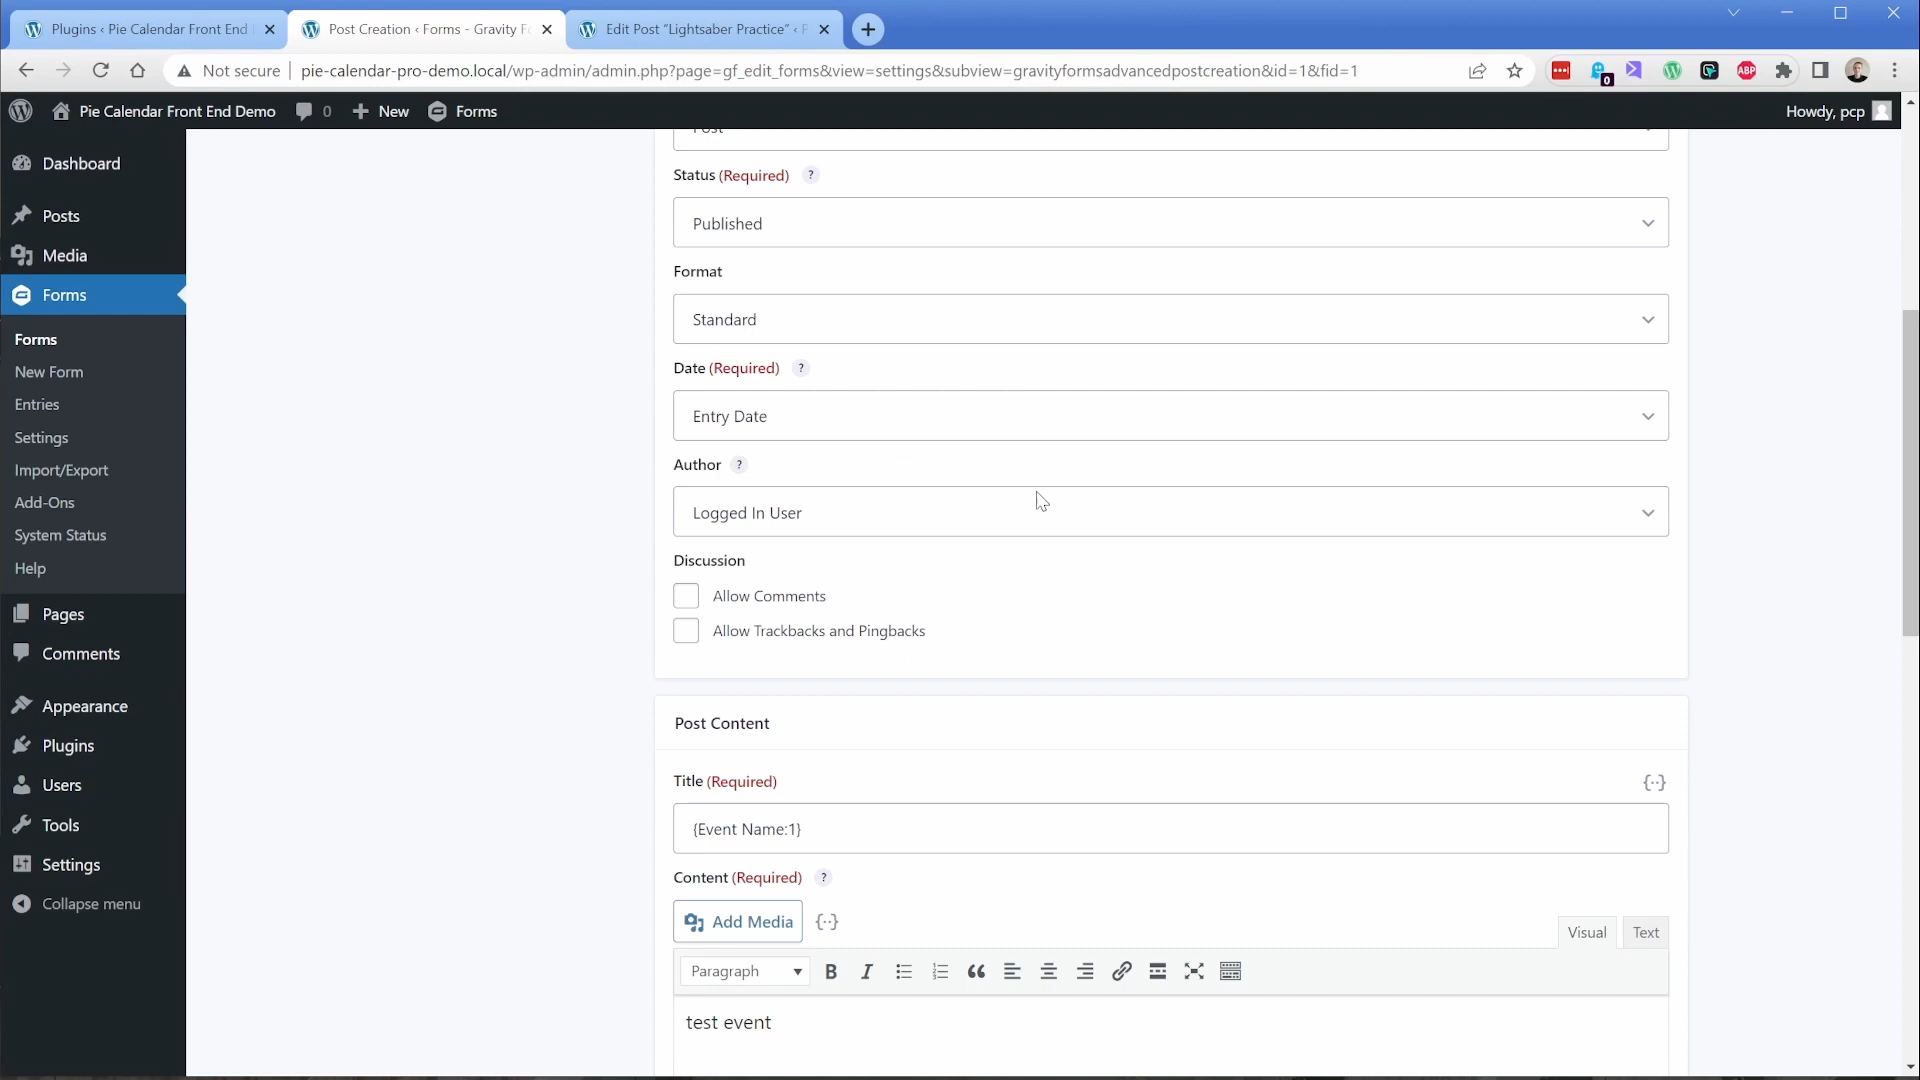 Plugins ‹ Pie Calendar Front End
Post Creation ‹ Forms - Gravity Fo
Edit Post "Lightsaber Practice" ‹ P
Not secure
pie-calendar-pro-demo.local/wp-admin/admin.php?page=gf_edit_forms&view=settings&subview=gravityformsadvancedpostcreation&id=1&fid=1
0
ABP
Pie Calendar Front End Demo
0
New
Forms
Howdy, pcp
Dashboard
Posts
Media
Forms
Forms
New Form
Entries
Settings
Import/Export
Add-Ons
System Status
Help
Pages
Comments
Appearance
Plugins
Users
Tools
Settings
Collapse menu
Post
Status (Required) ?
Published
Format
Standard
Date (Required) ?
Entry Date
Author ?
Logged In User
Discussion
Allow Comments
Allow Trackbacks and Pingbacks
Post Content
Title (Required)
{Event Name:1}
Content (Required) ?
Add Media
Visual
Text
Paragraph
B
I
test event